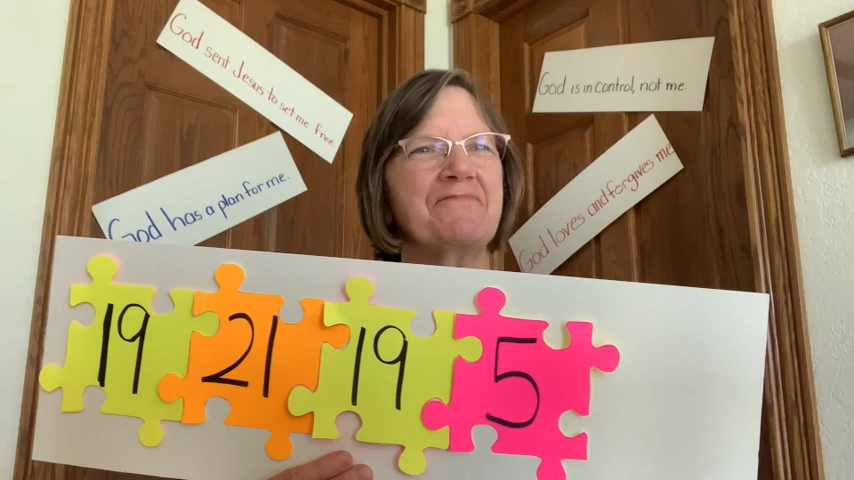 God sent Jesus to set me free.
God is in control, not me.
God has a plan for me.
God loves and forgives me
19 21 19 5